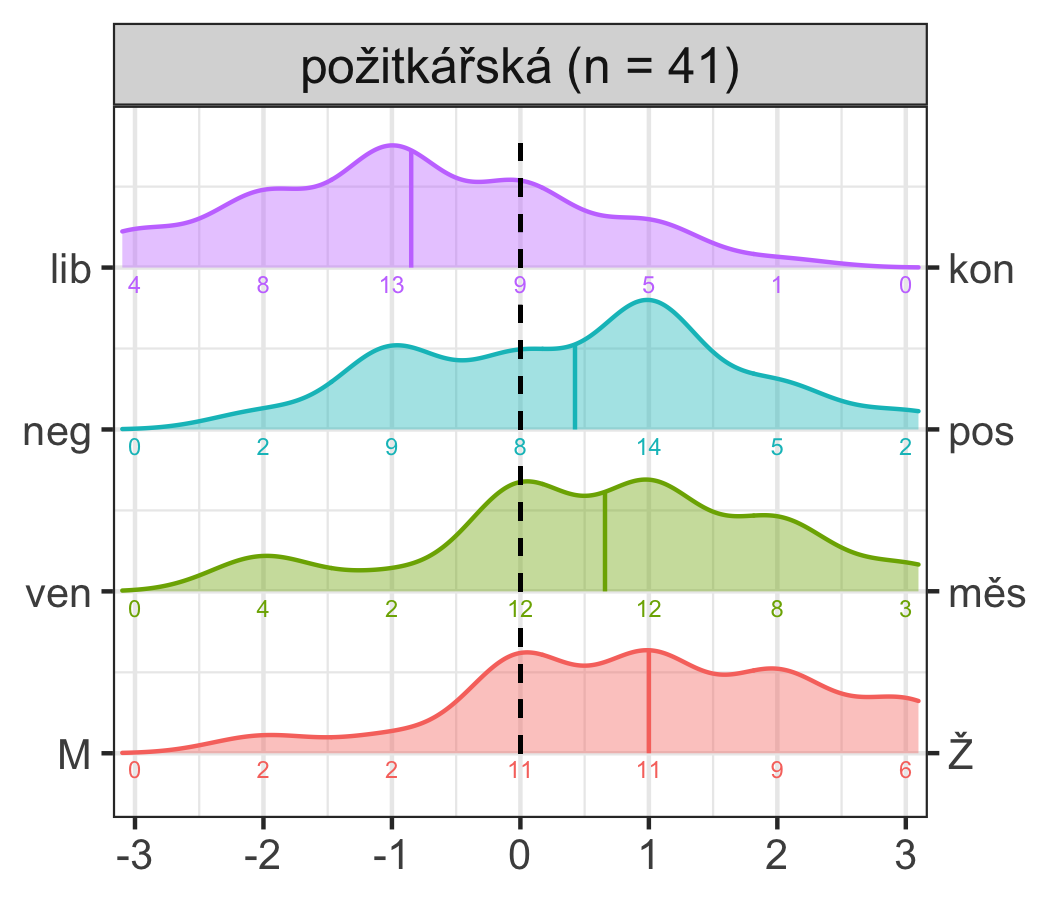 požitkářská (n = 41)
lib kon
4 8 13 9 5 1 0
neg pos
0 2 9 8 14 5 2
ven měs
0 4 2 12 12 8 3
M Ž
0 2 2 11 11 9 6
-3 -2 -1 0 1 2 3